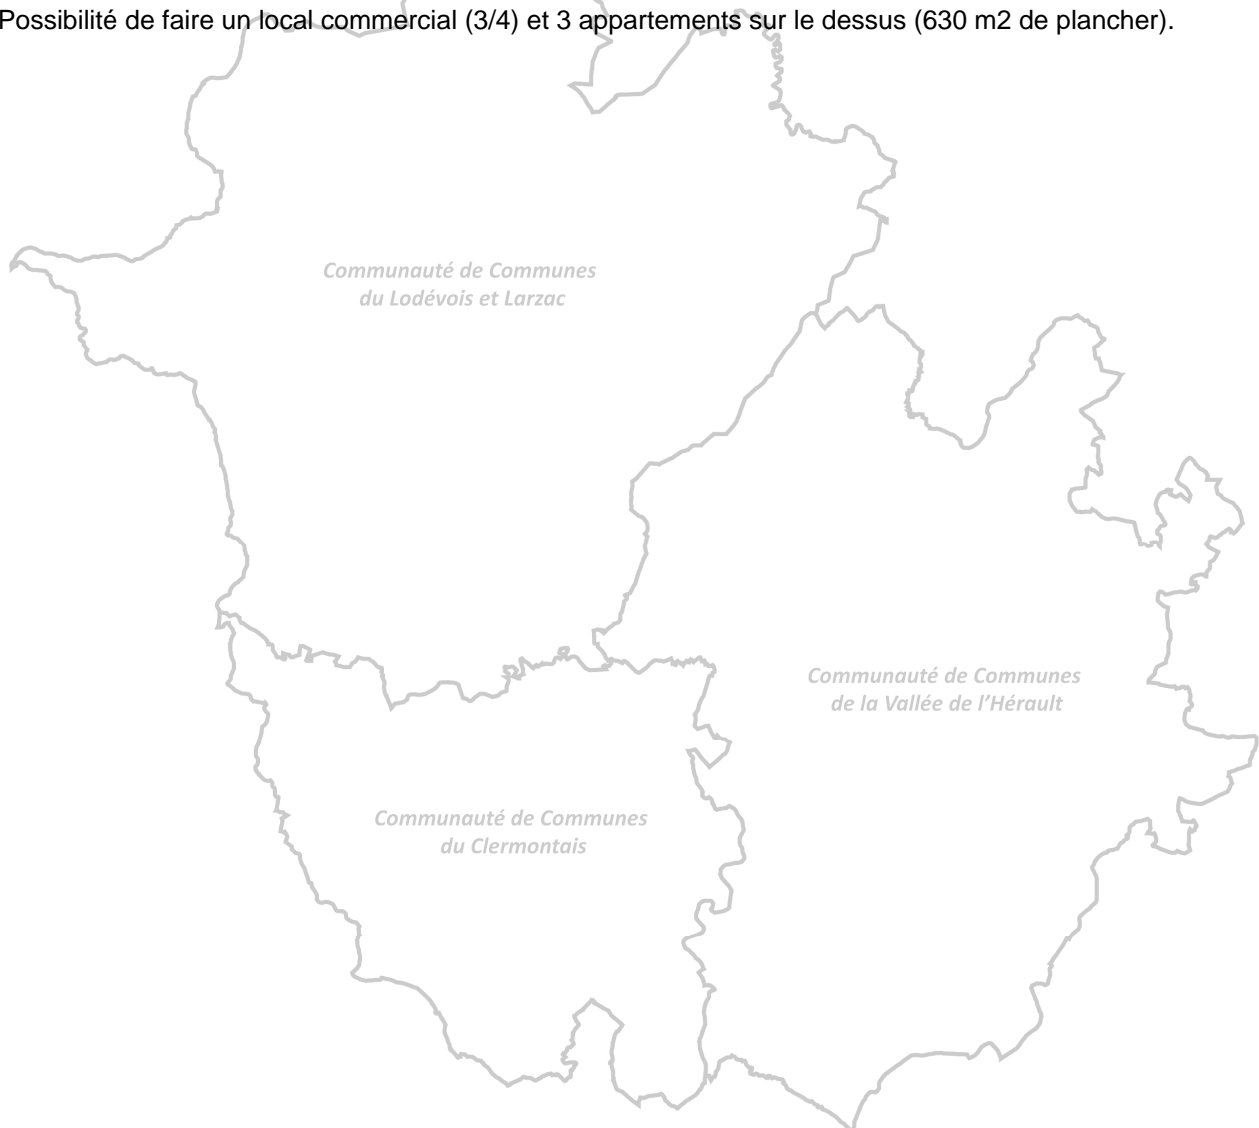 Possibilité de faire un local commercial (3/4) et 3 appartements sur le dessus (630 m2 de plancher).
Communauté de Communes
du Lodévois et Larzac
Communauté de Communes
de la Vallée de l’Hérault
Communauté de Communes
du Clermontais